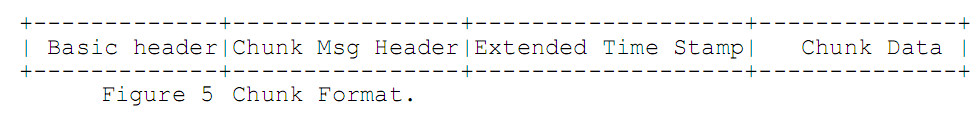 +-------------+----------------+-------------------+--------------+
| Basic header|Chunk Msg Header|Extended Time Stamp|   Chunk Data |
+-------------+----------------+-------------------+--------------+
Figure 5 Chunk Format.